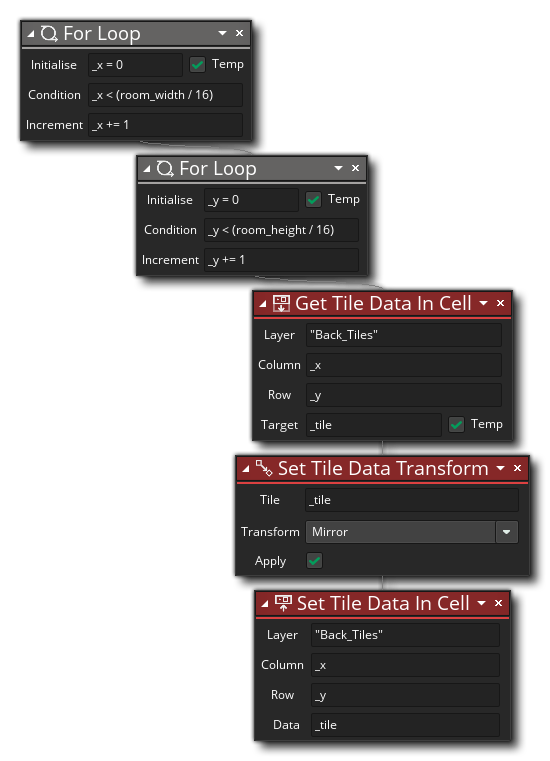 For Loop
Initialise _x = 0 Temp
Condition _x < (room_width / 16)
Increment _x += 1
For Loop
Initialise _y = 0 Temp
Condition _y < (room_height / 16)
Increment _y += 1
Get Tile Data In Cell
Layer "Back_Tiles"
Column _x
Row _y
Target _tile Temp
Set Tile Data Transform
Tile _tile
Transform Mirror
Apply
Set Tile Data In Cell
Layer "Back_Tiles"
Column _x
Row _y
Data _tile